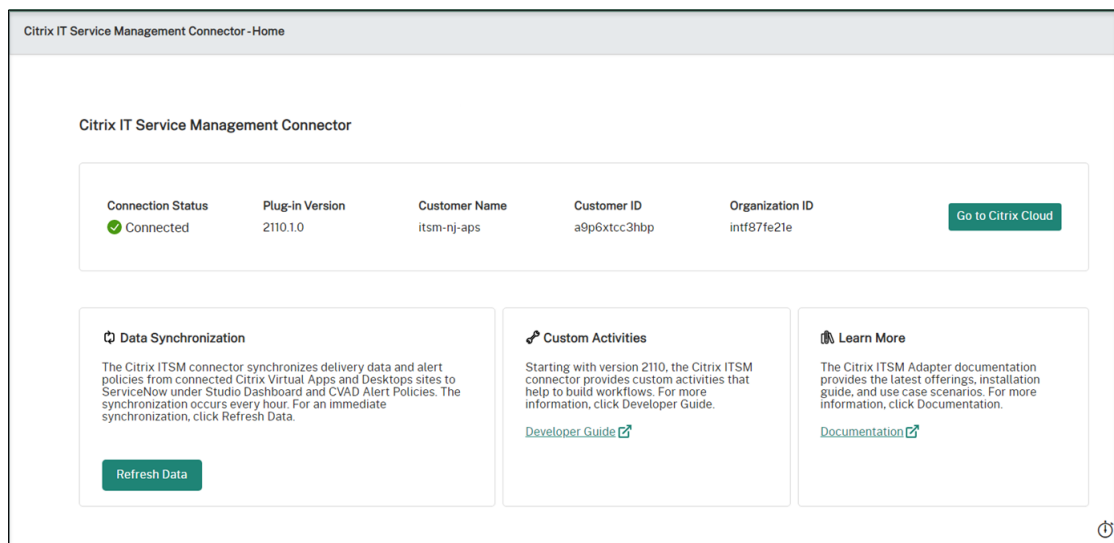 Citrix IT Service Management Connector - Home
Citrix IT Service Management Connector
Connection Status
Connected
Plug-in Version
2110.1.0
Customer Name
itsm-nj-aps
Customer ID
a9p6xtcc3hbp
Organization ID
intf87fe21e
Go to Citrix Cloud
Data Synchronization
The Citrix ITSM connector synchronizes delivery data and alert
policies from connected Citrix Virtual Apps and Desktops sites to
ServiceNow under Studio Dashboard and CVAD Alert Policies. The
synchronization occurs every hour. For an immediate
synchronization, click Refresh Data.
Refresh Data
Custom Activities
Starting with version 2110, the Citrix ITSM
connector provides custom activities that
help to build workflows. For more
information, click Developer Guide.
Developer Guide
Learn More
The Citrix ITSM Adapter documentation
provides the latest offerings, installation
guide, and use case scenarios. For more
information, click Documentation.
Documentation